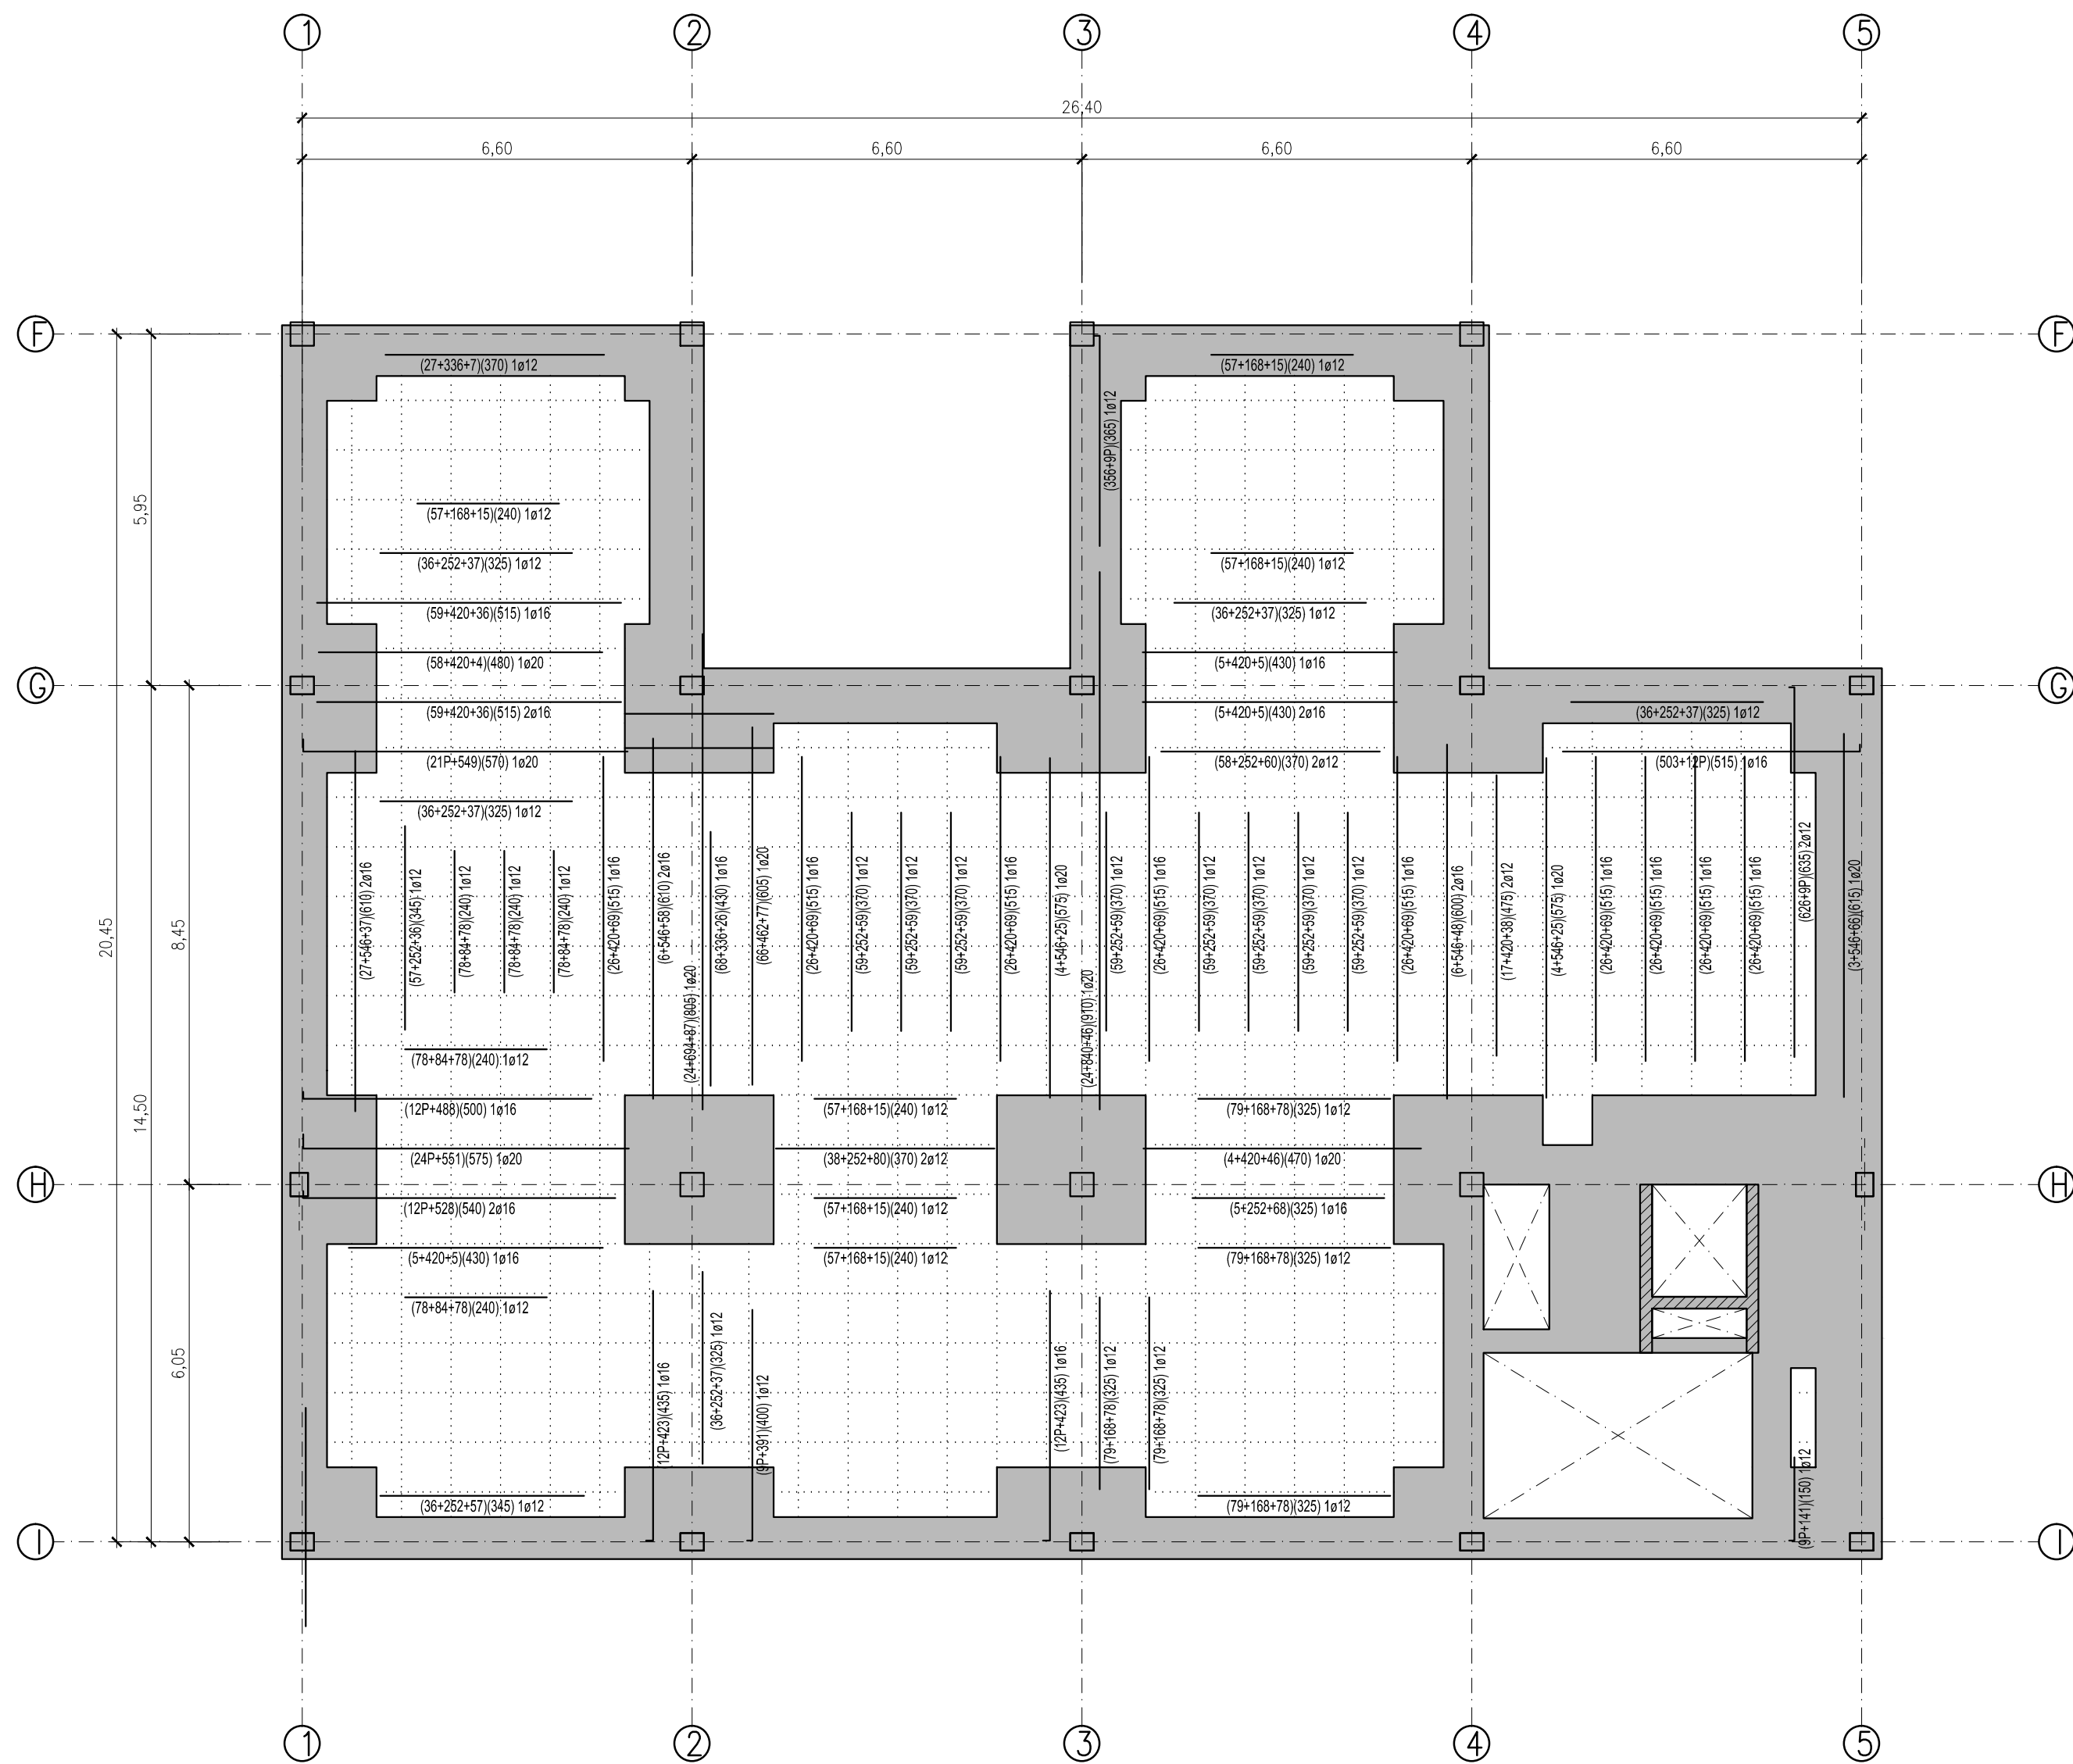 1 2 3 4 5
26,40
6,60 6,60 6,60 6,60
F F
(27+336+7)(370) 1ø12
(57+168+15)(240) 1ø12
(356+9P)(365) 1ø12
5,95
(57+168+15)(240) 1ø12
(36+252+37)(325) 1ø12
(57+168+15)(240) 1ø12
(59+420+36)(515) 1ø16
(36+252+37)(325) 1ø12
(58+420+4)(480) 1ø20
(5+420+5)(430) 1ø16
G G
(59+420+36)(515) 2ø16
(5+420+5)(430) 2ø16
(36+252+37)(325) 1ø12
(21P+549)(570) 1ø20
(58+252+60)(370) 2ø12
(503+12P)(515) 1ø16
(36+252+37)(325) 1ø12
20,45
14,50
8,45
(27+546+37)(610) 2ø16
(57+252+36)(345) 1ø12
(78+84+78)(240) 1ø12
(78+84+78)(240) 1ø12
(78+84+78)(240) 1ø12
(26+420+69)(515) 1ø16
(6+546+58)(610) 2ø16
(24+694+87)(805) 1ø20
(68+336+26)(430) 1ø16
(66+462+77)(605) 1ø20
(26+420+69)(515) 1ø16
(59+252+59)(370) 1ø12
(59+252+59)(370) 1ø12
(59+252+59)(370) 1ø12
(26+420+69)(515) 1ø16
(4+546+25)(575) 1ø20
(24+840+46)(910) 1ø20
(59+252+59)(370) 1ø12
(26+420+69)(515) 1ø16
(59+252+59)(370) 1ø12
(59+252+59)(370) 1ø12
(59+252+59)(370) 1ø12
(59+252+59)(370) 1ø12
(26+420+69)(515) 1ø16
(6+546+48)(600) 2ø16
(17+420+38)(475) 2ø12
(4+546+25)(575) 1ø20
(26+420+69)(515) 1ø16
(26+420+69)(515) 1ø16
(26+420+69)(515) 1ø16
(26+420+69)(515) 1ø16
(626+9P)(635) 2ø12
(3+546+66)(615) 1ø20
(78+84+78)(240) 1ø12
(12P+488)(500) 1ø16
(57+168+15)(240) 1ø12
(79+168+78)(325) 1ø12
(24P+551)(575) 1ø20
(38+252+80)(370) 2ø12
(4+420+46)(470) 1ø20
H H
(12P+528)(540) 2ø16
(57+168+15)(240) 1ø12
(5+252+68)(325) 1ø16
(5+420+5)(430) 1ø16
(57+168+15)(240) 1ø12
(79+168+78)(325) 1ø12
(78+84+78)(240) 1ø12
6,05
(12P+423)(435) 1ø16
(36+252+37)(325) 1ø12
(9P+391)(400) 1ø12
(12P+423)(435) 1ø16
(79+168+78)(325) 1ø12
(79+168+78)(325) 1ø12
(9P+141)(150) 1ø12
(36+252+57)(345) 1ø12
(79+168+78)(325) 1ø12
I I
1 2 3 4 5